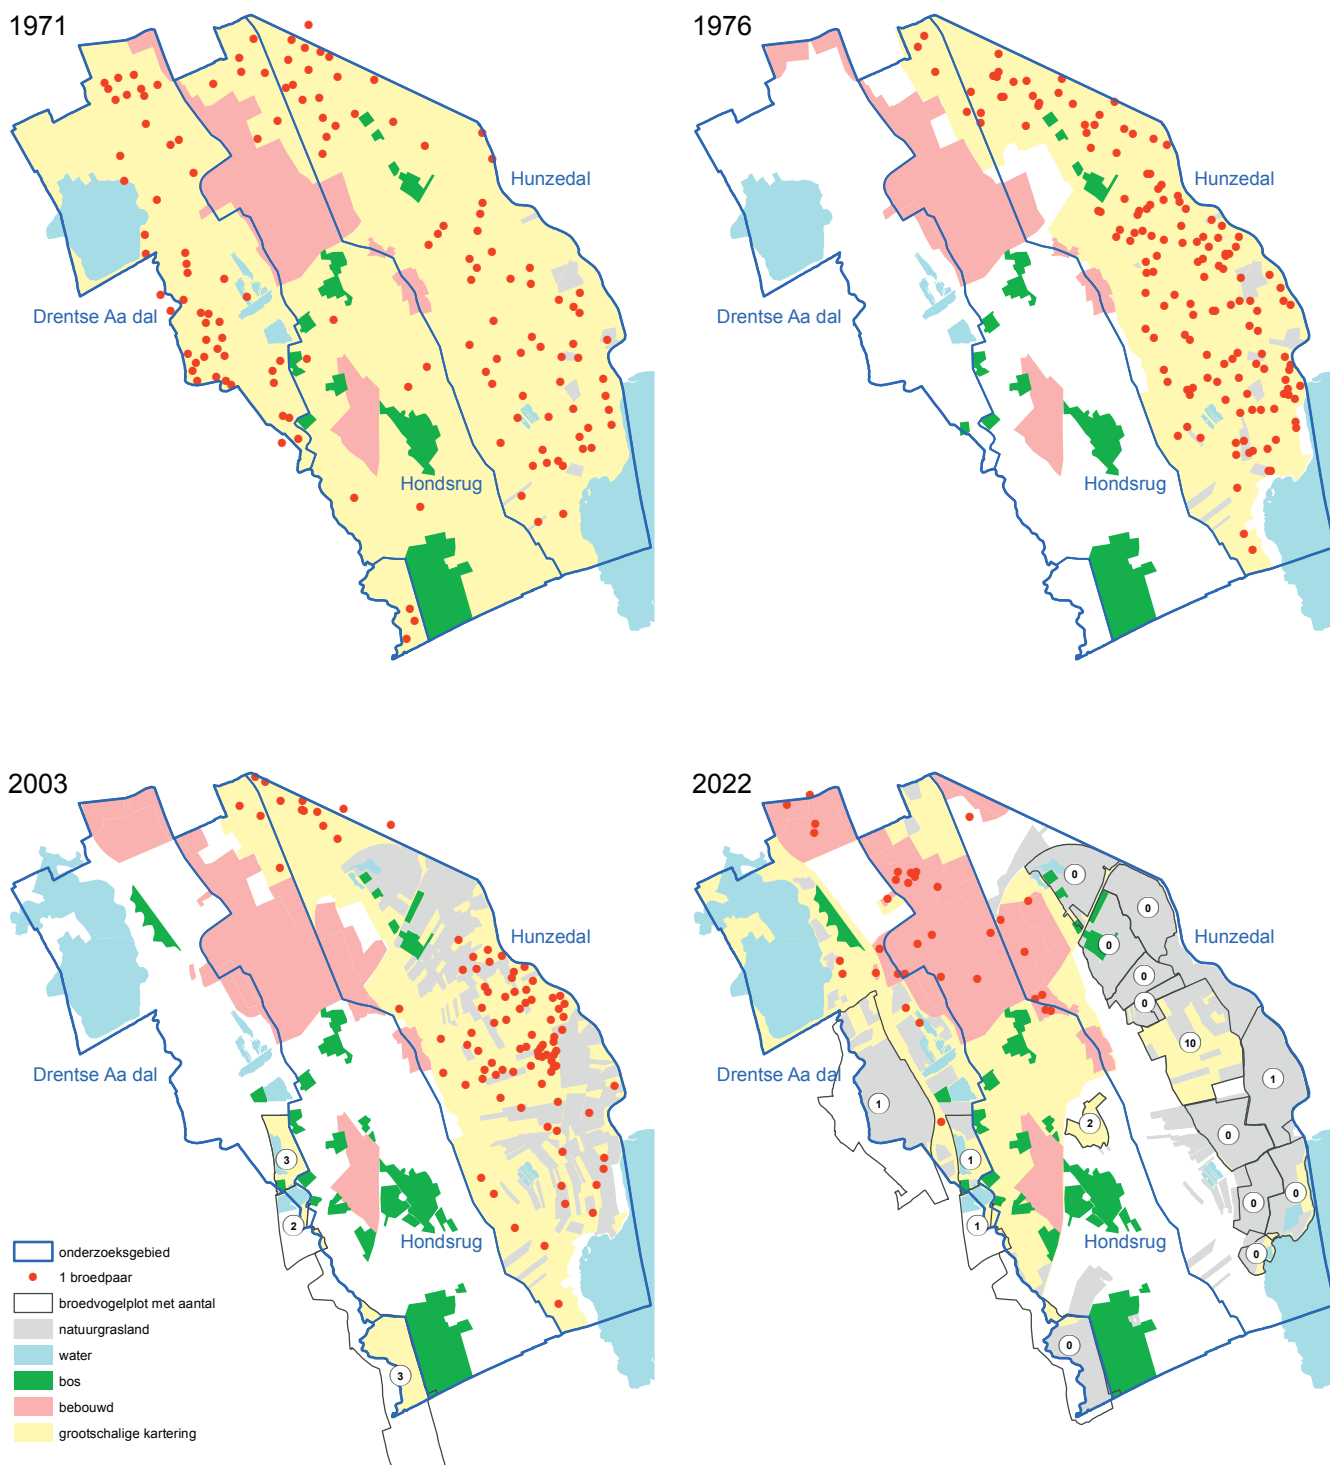 1971
Hunzedal
Drentse Aa dal
Hondsrug
1976
Hunzedal
Drentse Aa dal
Hondsrug
2003
Hunzedal
Drentse Aa dal
3
2
Hondsrug
3
onderzoeksgebied
1 broedpaar
broedvogelplot met aantal
natuurgrasland
water
bos
bebouwd
grootschalige kartering
2022
0
0
0
Hunzedal
0
0
10
Drentse Aa dal
1
1
2
0
1
0
0
1
Hondsrug
0
0